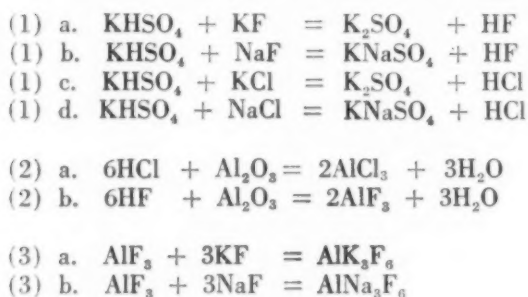 (1) a. KHSO₄ + KF = K₂SO₄ + HF
(1) b. KHSO₄ + NaF = KNaSO₄ + HF
(1) c. KHSO₄ + KCl = K₂SO₄ + HCl
(1) d. KHSO₄ + NaCl = KNaSO₄ + HCl
(2) a. 6HCl + Al₂O₃ = 2AlCl₃ + 3H₂O
(2) b. 6HF + Al₂O₃ = 2AlF₃ + 3H₂O
(3) a. AlF₃ + 3KF = AlK₃F₆
(3) b. AlF₃ + 3NaF = AlNa₃F₆